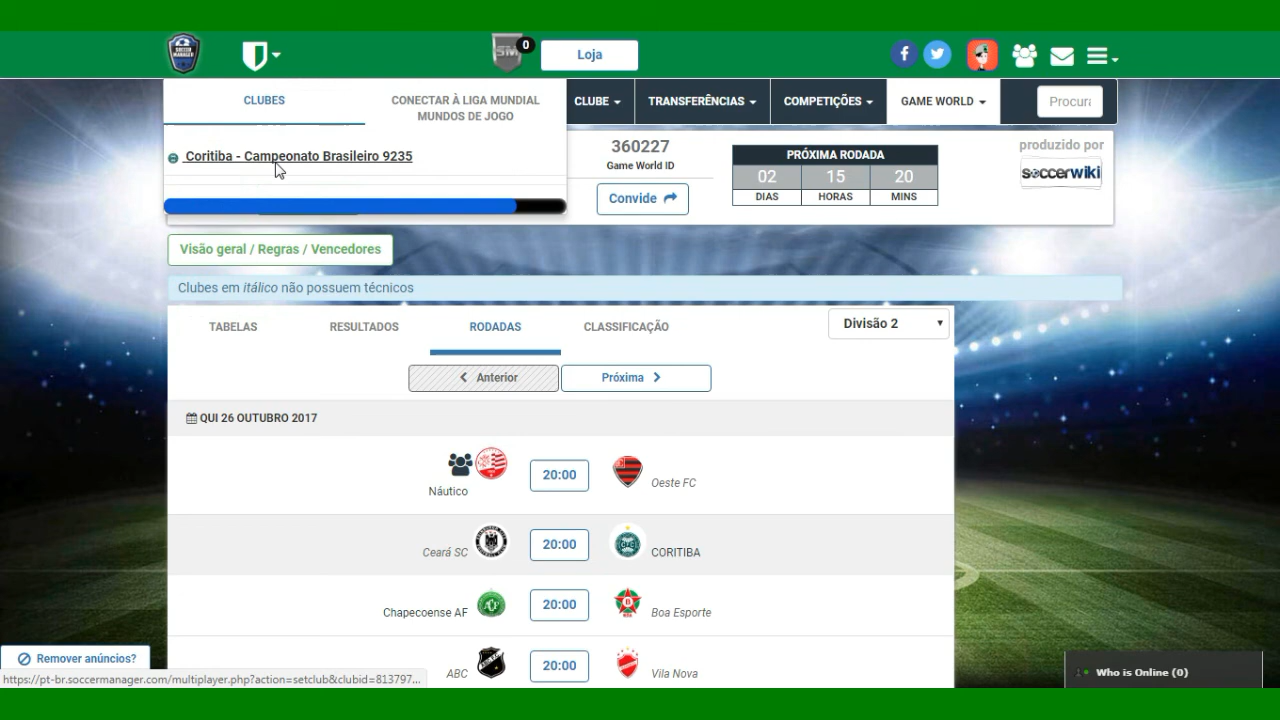 SOCCER MANAGER
SM
0
Loja
f
CLUBES
CONECTAR À LIGA MUNDIAL
MUNDOS DE JOGO
CLUBE
TRANSFERÊNCIAS
COMPETIÇÕES
GAME WORLD
Procura
Coritiba - Campeonato Brasileiro 9235
360227
Game World ID
Convide
PRÓXIMA RODADA
02 15 20
DIAS HORAS MINS
produzido por
soccerwiki
Visão geral / Regras / Vencedores
Clubes em itálico não possuem técnicos
TABELAS
RESULTADOS
RODADAS
CLASSIFICAÇÃO
Divisão 2
Anterior
Próxima
QUI 26 OUTUBRO 2017
Náutico
20:00
Oeste FC
Ceará SC
20:00
CORITIBA
Chapecoense AF
20:00
Boa Esporte
ABC
20:00
Vila Nova
Remover anúncios?
https://pt-br.soccermanager.com/multiplayer.php?action=setclub&clubid=813797...
Who is Online (0)